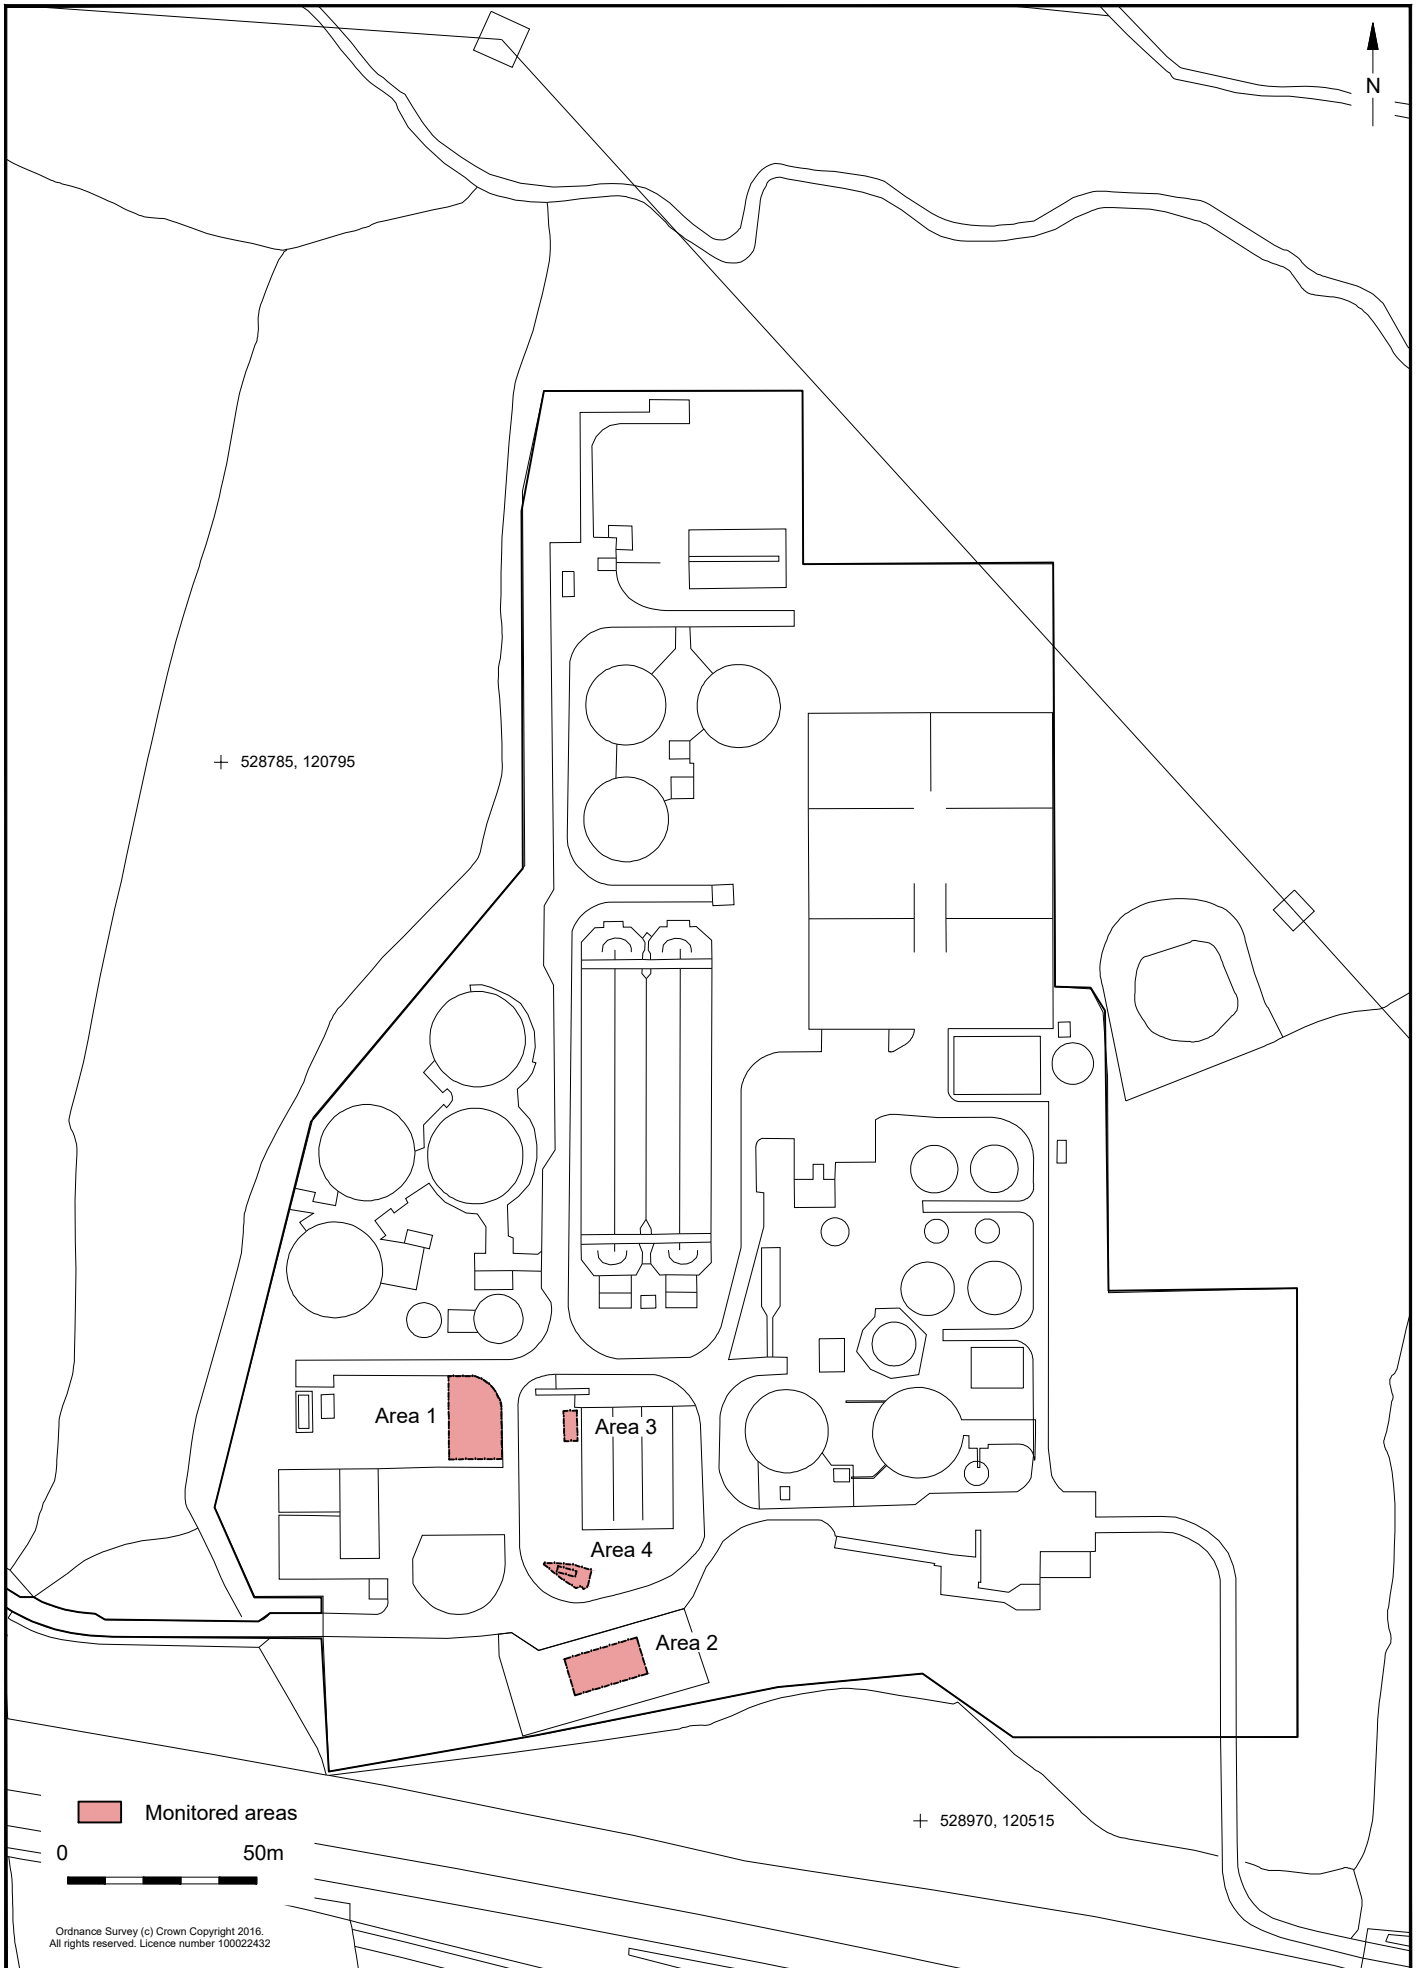 N
528785, 120795
Area 1
Area 3
Area 4
Area 2
Monitored areas
528970, 120515
0 50m
Ordnance Survey (c) Crown Copyright 2016.
All rights reserved. Licence number 100022432